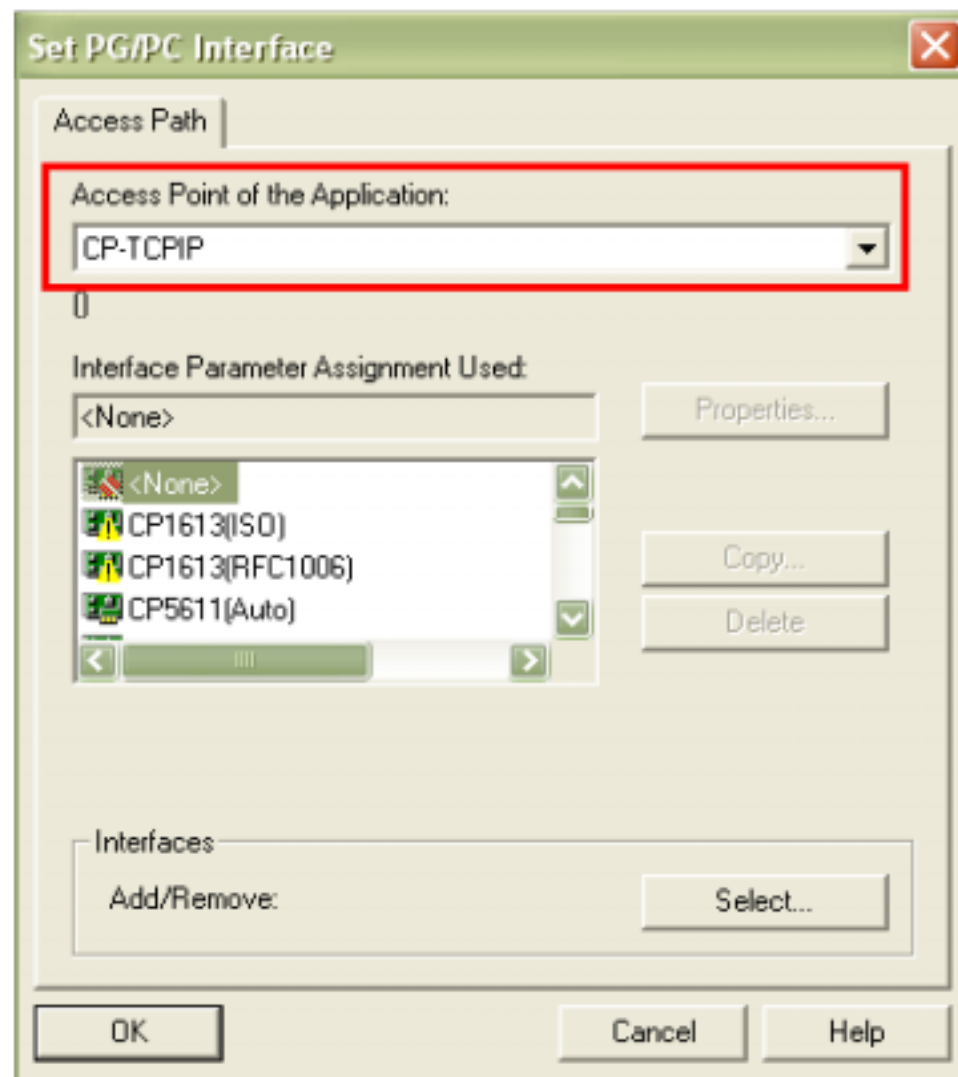 Set PG/PC Interface
Access Path
Access Point of the Application:
CP-TCPIP
Interface Parameter Assignment Used:
<None>
Properties...
<None>
CP1613(ISO)
CP1613(RFC1006)
CP5611(Auto)
Copy...
Delete
Interfaces
Add/Remove:
Select...
OK
Cancel
Help